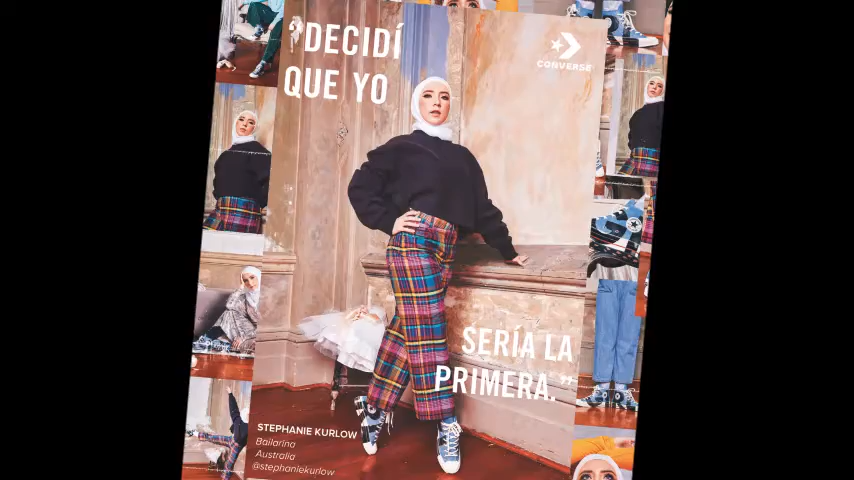 "DECIDÍ
QUE YO
CONVERSE
SERÍA LA
PRIMERA."
STEPHANIE KURLOW
Bailarina
Australia
@stephaniekurlow